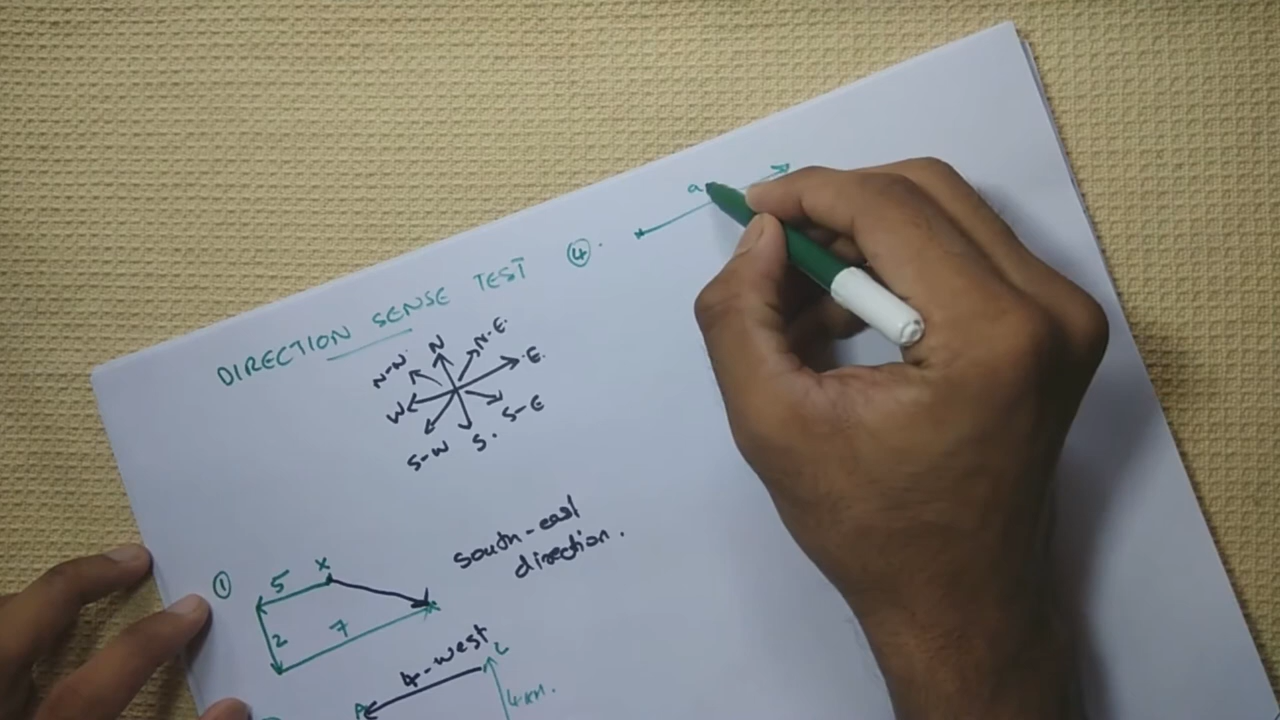 a
④.
DIRECTION SENSE TEST
N
N-E.
N-W
E.
W
S-E
S-W
S.
south-east
direction.
①
5
X
2
7
4-west
L
P
4km.